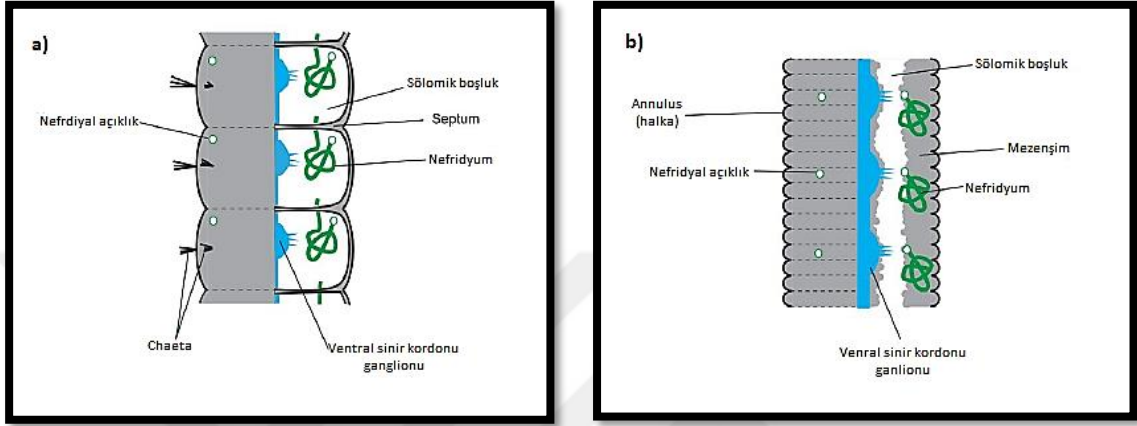 a)
Sölomik boşluk
Septum
Nefrdiyal açıklık
Nefridyum
Chaeta
Ventral sinir kordonu
ganglionu
b)
Sölomik boşluk
Annulus
(halka)
Mezenşim
Nefridyal açıklık
Nefridyum
Venral sinir kordonu
ganlionu